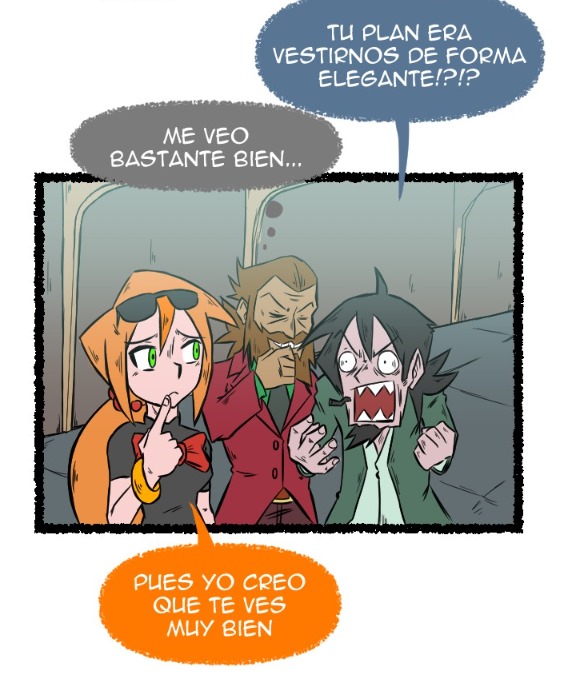 TU PLAN ERA
VESTIRNOS DE FORMA
ELEGANTE!?!?
ME VEO
BASTANTE BIEN...
PUES YO CREO
QUE TE VES
MUY BIEN